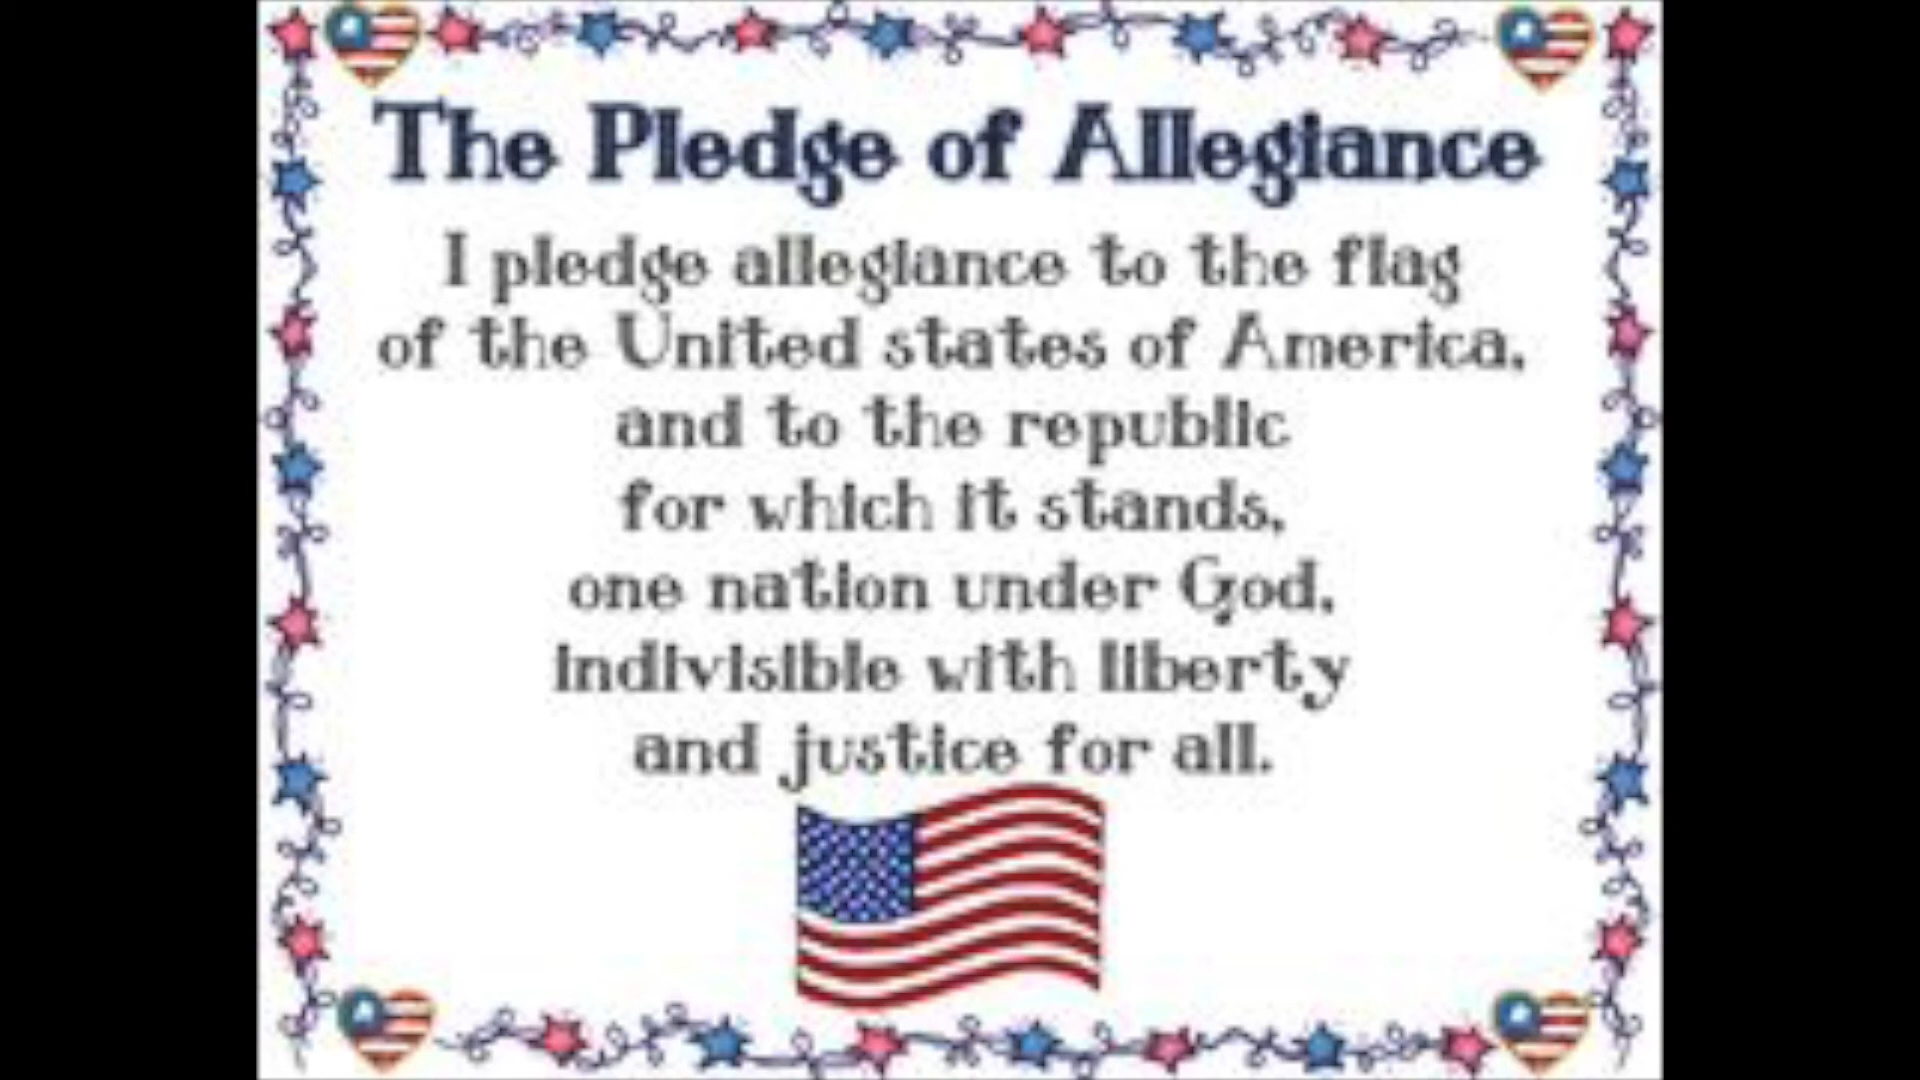 The Pledge of Allegiance
I pledge allegiance to the flag
of the United states of America,
and to the republic
for which it stands,
one nation under God,
indivisible with liberty
and justice for all.